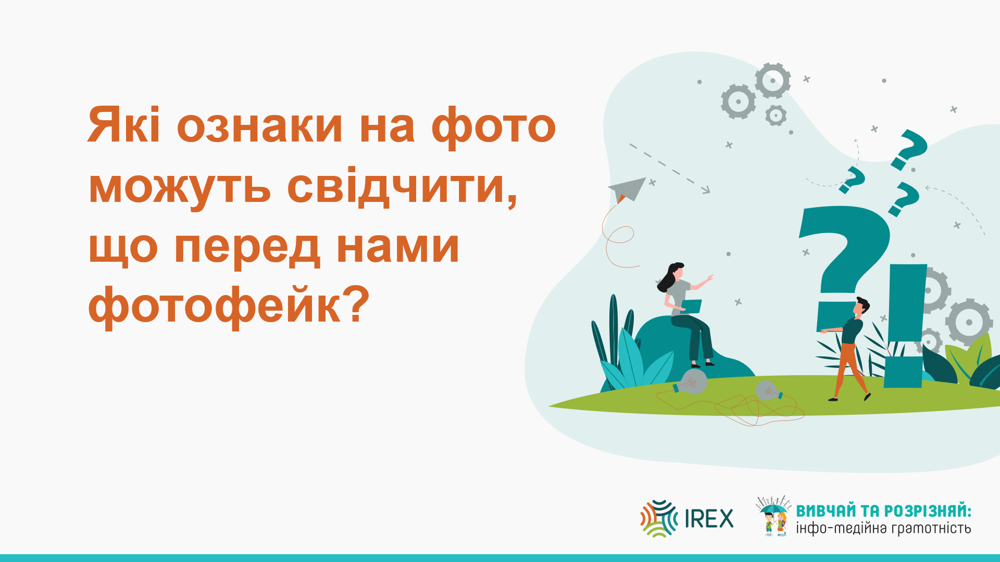 Які ознаки на фото
можуть свідчити,
що перед нами
фотофейк?
? ? ? ? !
IREX
ВИВЧАЙ ТА РОЗРІЗНЯЙ:
інфо-медійна грамотність